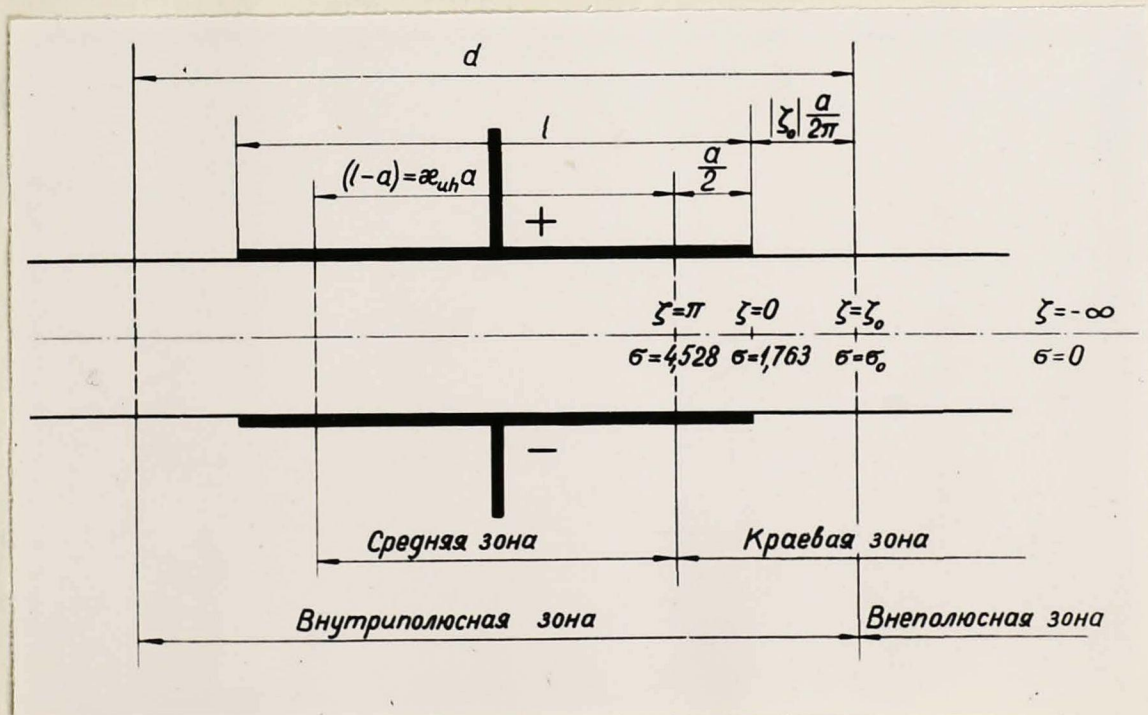 d
l
|ζ₀| a/2π
(l-a)=æ_uh a
a/2
+
ζ=π ζ=0 ζ=ζ₀ ζ=-∞
σ=4,528 σ=1,763 σ=σ₀ σ=0
−
Средняя зона Краевая зона
Внутриполюсная зона Внеполюсная зона